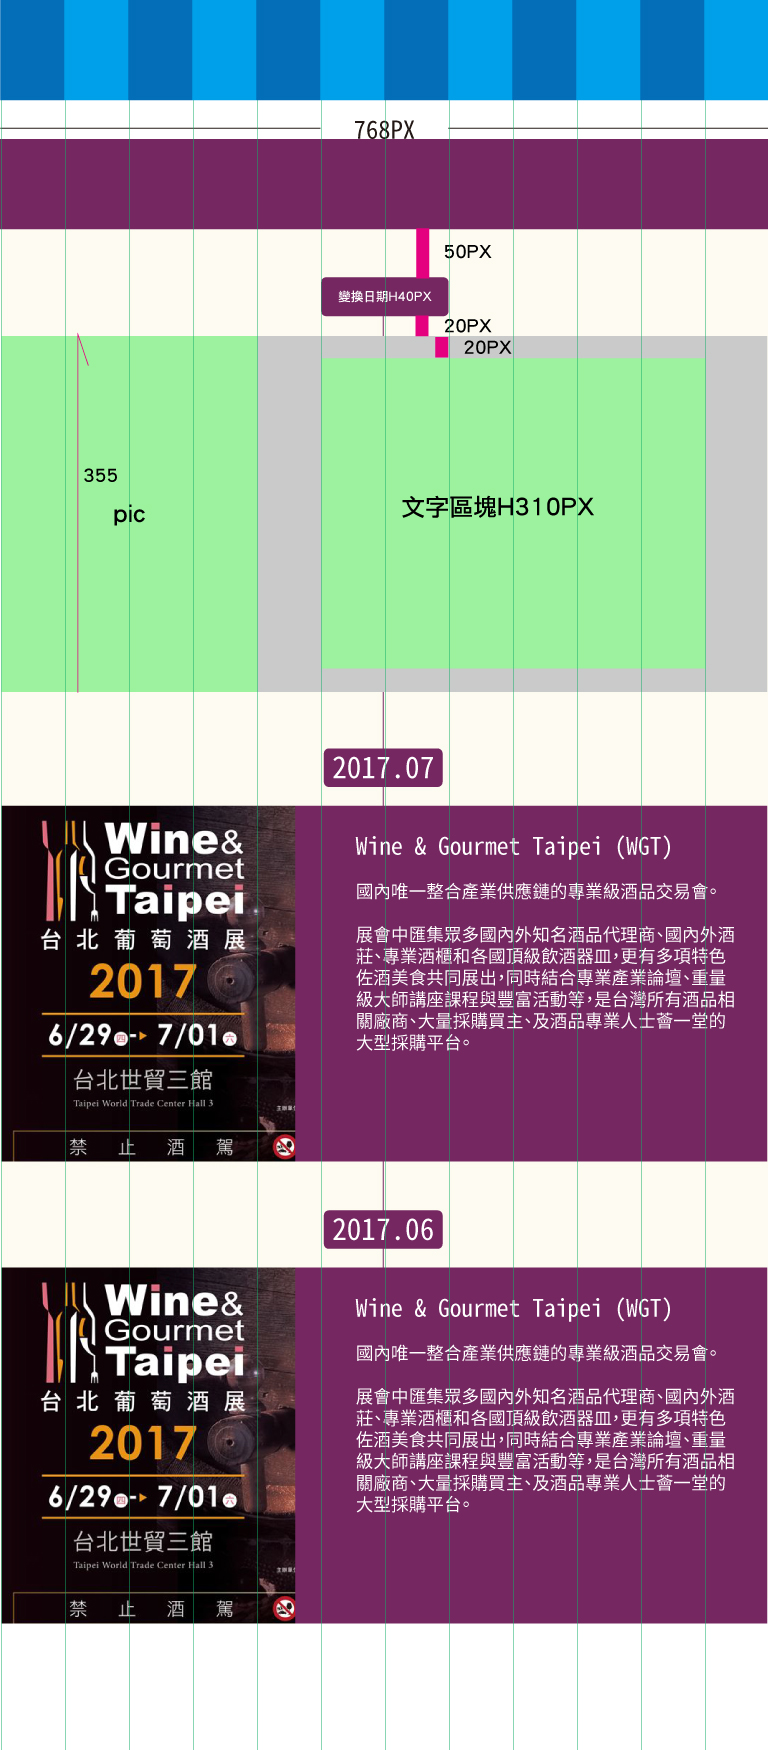 768PX
50PX
變換日期H40PX
20PX
20PX
355
pic
文字區塊H310PX
2017.07
Wine&
Gourmet
Taipei
台北葡萄酒展
2017
6/29四-▸7/01六
台北世貿三館
Taipei World Trade Center Hall 3
禁止酒駕
Wine & Gourmet Taipei (WGT)
國內唯一整合產業供應鏈的專業級酒品交易會。
展會中匯集眾多國內外知名酒品代理商、國內外酒
莊、專業酒櫃和各國頂級飲酒器皿,更有多項特色
佐酒美食共同展出,同時結合專業產業論壇、重量
級大師講座課程與豐富活動等,是台灣所有酒品相
關廠商、大量採購買主、及酒品專業人士薈一堂的
大型採購平台。
2017.06
Wine&
Gourmet
Taipei
台北葡萄酒展
2017
6/29四-▸7/01六
台北世貿三館
Taipei World Trade Center Hall 3
禁止酒駕
Wine & Gourmet Taipei (WGT)
國內唯一整合產業供應鏈的專業級酒品交易會。
展會中匯集眾多國內外知名酒品代理商、國內外酒
莊、專業酒櫃和各國頂級飲酒器皿,更有多項特色
佐酒美食共同展出,同時結合專業產業論壇、重量
級大師講座課程與豐富活動等,是台灣所有酒品相
關廠商、大量採購買主、及酒品專業人士薈一堂的
大型採購平台。